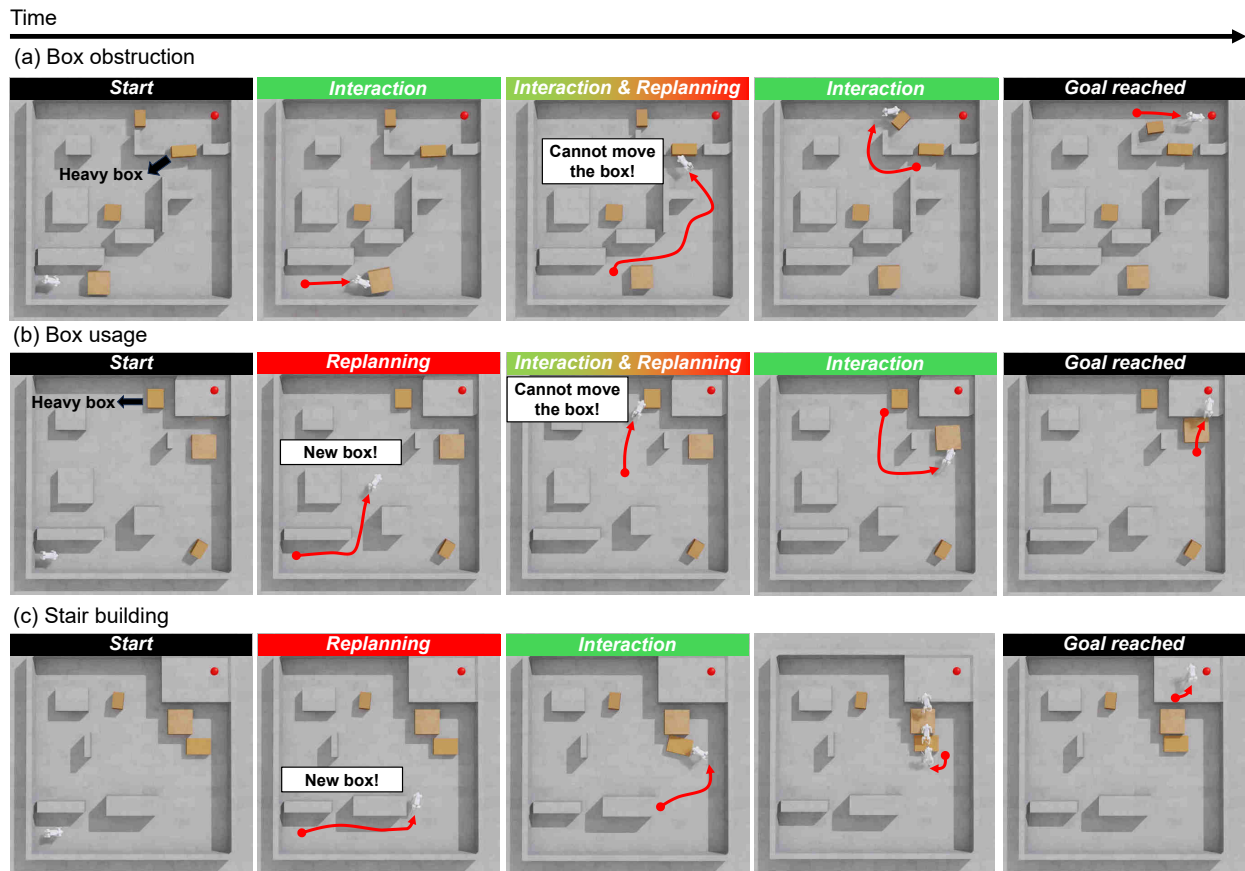 Time
(a) Box obstruction
Start
Interaction
Interaction & Replanning
Interaction
Goal reached
Heavy box
Cannot move
the box!
(b) Box usage
Start
Replanning
Interaction & Replanning
Interaction
Goal reached
Heavy box
New box!
Cannot move
the box!
(c) Stair building
Start
Replanning
Interaction
Goal reached
New box!